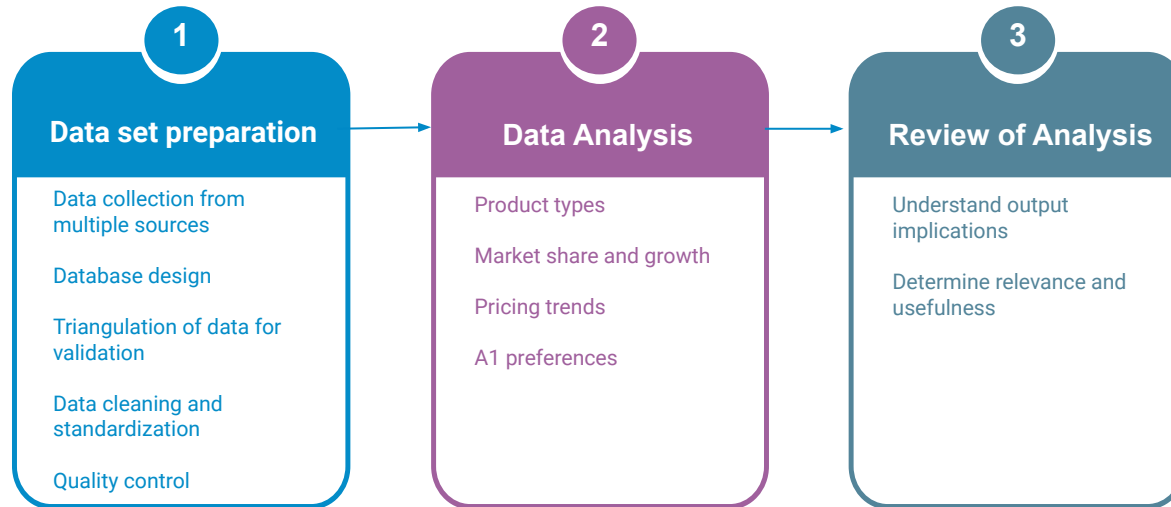 1
Data set preparation
Data collection from
multiple sources
Database design
Triangulation of data for
validation
Data cleaning and
standardization
Quality control
2
Data Analysis
Product types
Market share and growth
Pricing trends
A1 preferences
3
Review of Analysis
Understand output
implications
Determine relevance and
usefulness